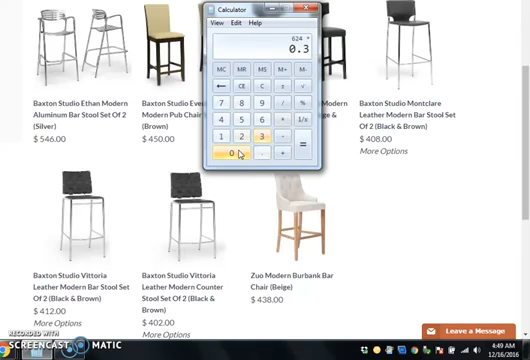 Calculator
View Edit Help
624 *
0.3
MC MR MS M+ M-
← CE C ± √
7 8 9 / %
4 5 6 * 1/x
1 2 3 - =
0 . +
Baxton Studio Ethan Modern
Aluminum Bar Stool Set Of 2
(Silver)
$ 546.00
Baxton Studio
Modern Pub Chair
(Brown)
$ 450.00
Modern
$
Baxton Studio Montclare
Leather Modern Bar Stool Set
Of 2 (Black & Brown)
$ 408.00
More Options
Baxton Studio Vittoria
Leather Modern Bar Stool Set
Of 2 (Black & Brown)
$ 412.00
More Options
Baxton Studio Vittoria
Leather Modern Counter
Stool Set Of 2 (Black &
Brown)
$ 402.00
More Options
Zuo Modern Burbank Bar
Chair (Beige)
$ 438.00
Leave a Message
RECORDED WITH
SCREENCAST MATIC
4:49 AM
12/16/2016